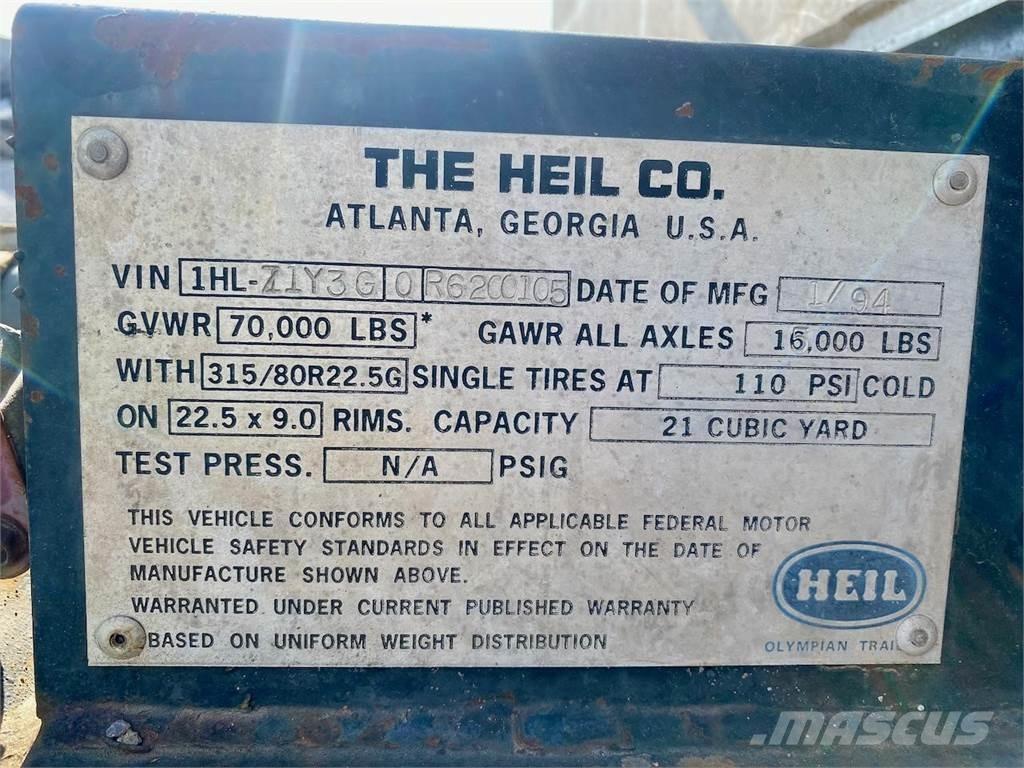 THE HEIL CO.
ATLANTA, GEORGIA U.S.A.
VIN 1HL-Z1Y3G 0 R6200105 DATE OF MFG 1/94
GVWR 70,000 LBS* GAWR ALL AXLES 16,000 LBS
WITH 315/80R22.5G SINGLE TIRES AT 110 PSI COLD
ON 22.5 x 9.0 RIMS. CAPACITY 21 CUBIC YARD
TEST PRESS. N/A PSIG
THIS VEHICLE CONFORMS TO ALL APPLICABLE FEDERAL MOTOR
VEHICLE SAFETY STANDARDS IN EFFECT ON THE DATE OF
MANUFACTURE SHOWN ABOVE.
WARRANTED UNDER CURRENT PUBLISHED WARRANTY
BASED ON UNIFORM WEIGHT DISTRIBUTION
HEIL
OLYMPIAN
MASCUS